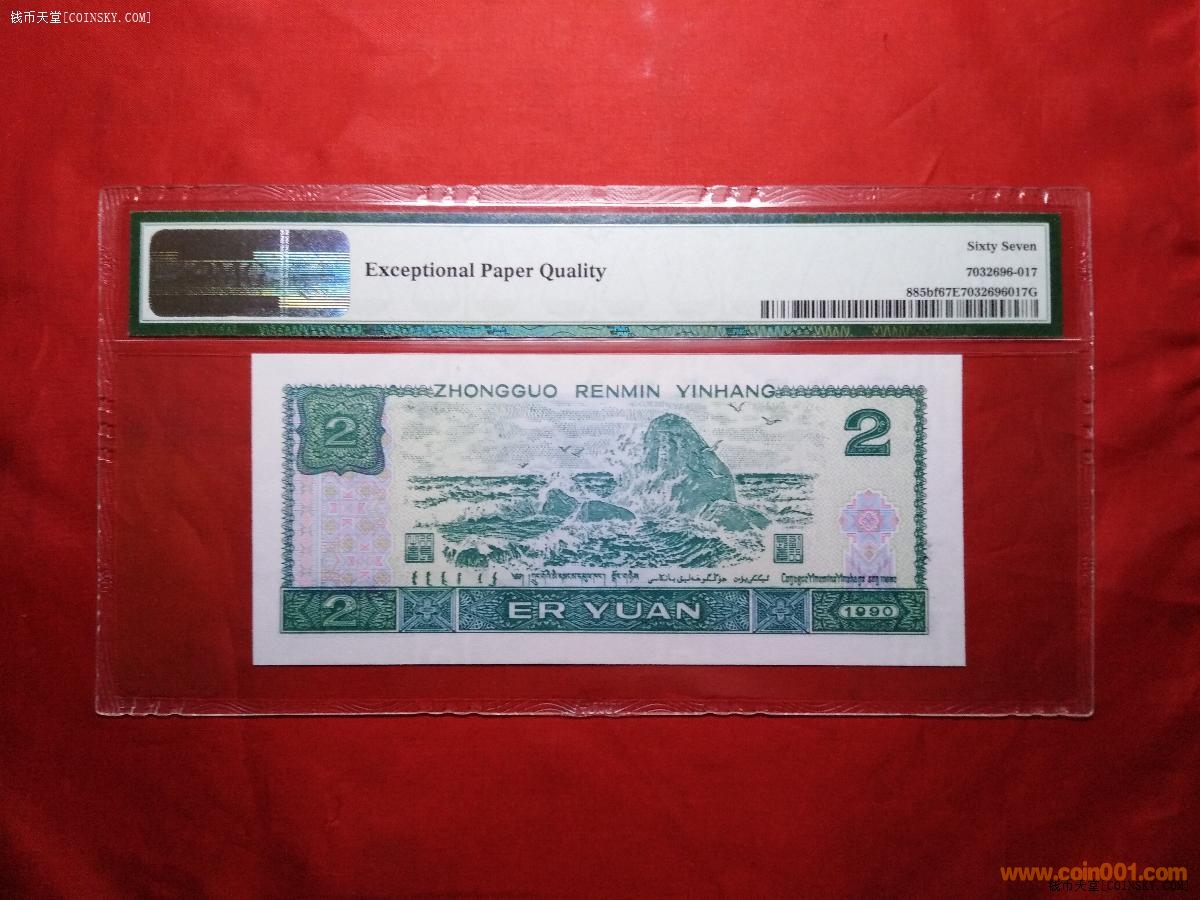 钱币天堂[COINSKY.COM]
Exceptional Paper Quality
Sixty Seven
7032696-017
885bf67E7032696017G
ZHONGGUO RENMIN YINHANG
2
2
2
ER YUAN
1990
www.coin001.com
钱币天堂[COINSKY.COM]